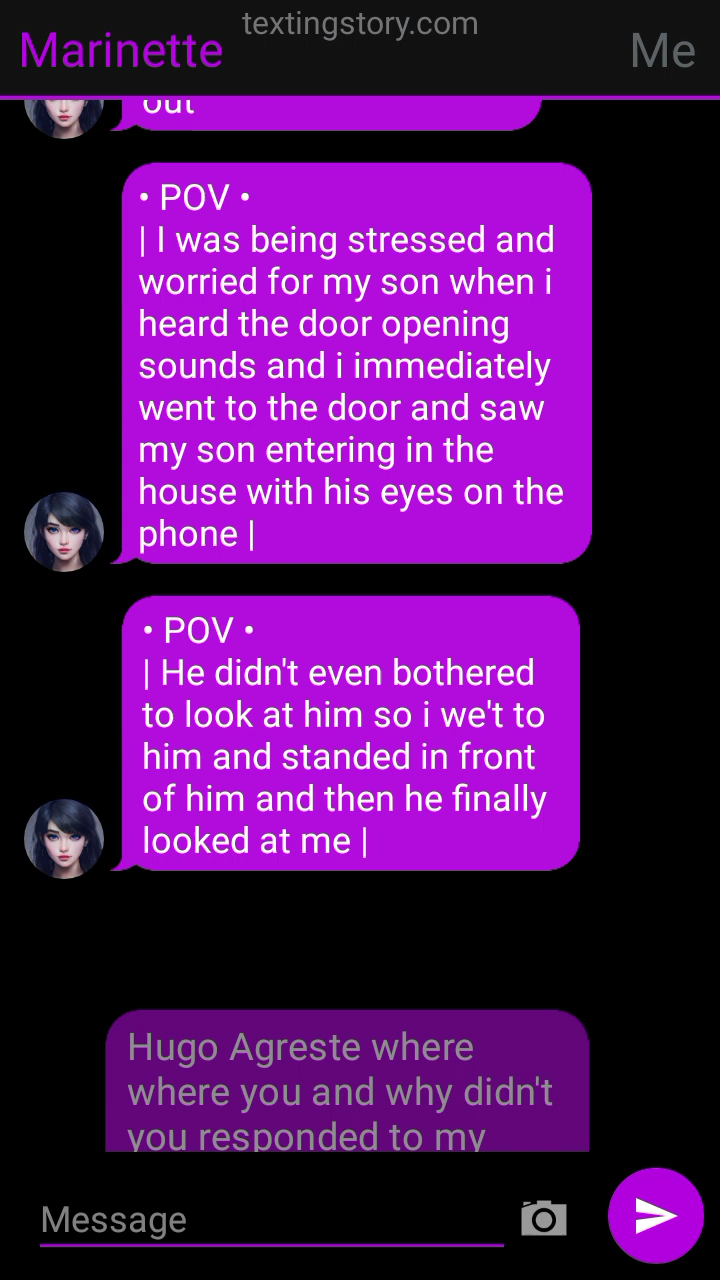 textingstory.com
Marinette
Me
out
• POV •
| I was being stressed and
worried for my son when i
heard the door opening
sounds and i immediately
went to the door and saw
my son entering in the
house with his eyes on the
phone |
• POV •
| He didn't even bothered
to look at him so i we't to
him and standed in front
of him and then he finally
looked at me |
Hugo Agreste where
where you and why didn't
you responded to my
Message